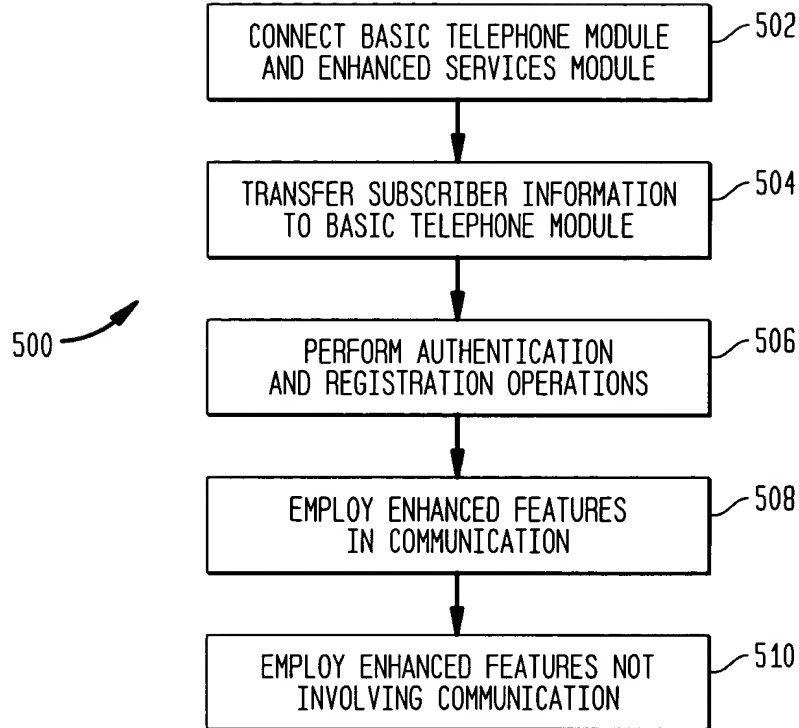 CONNECT BASIC TELEPHONE MODULE
AND ENHANCED SERVICES MODULE
502
TRANSFER SUBSCRIBER INFORMATION
TO BASIC TELEPHONE MODULE
504
500
PERFORM AUTHENTICATION
AND REGISTRATION OPERATIONS
506
EMPLOY ENHANCED FEATURES
IN COMMUNICATION
508
EMPLOY ENHANCED FEATURES NOT
INVOLVING COMMUNICATION
510